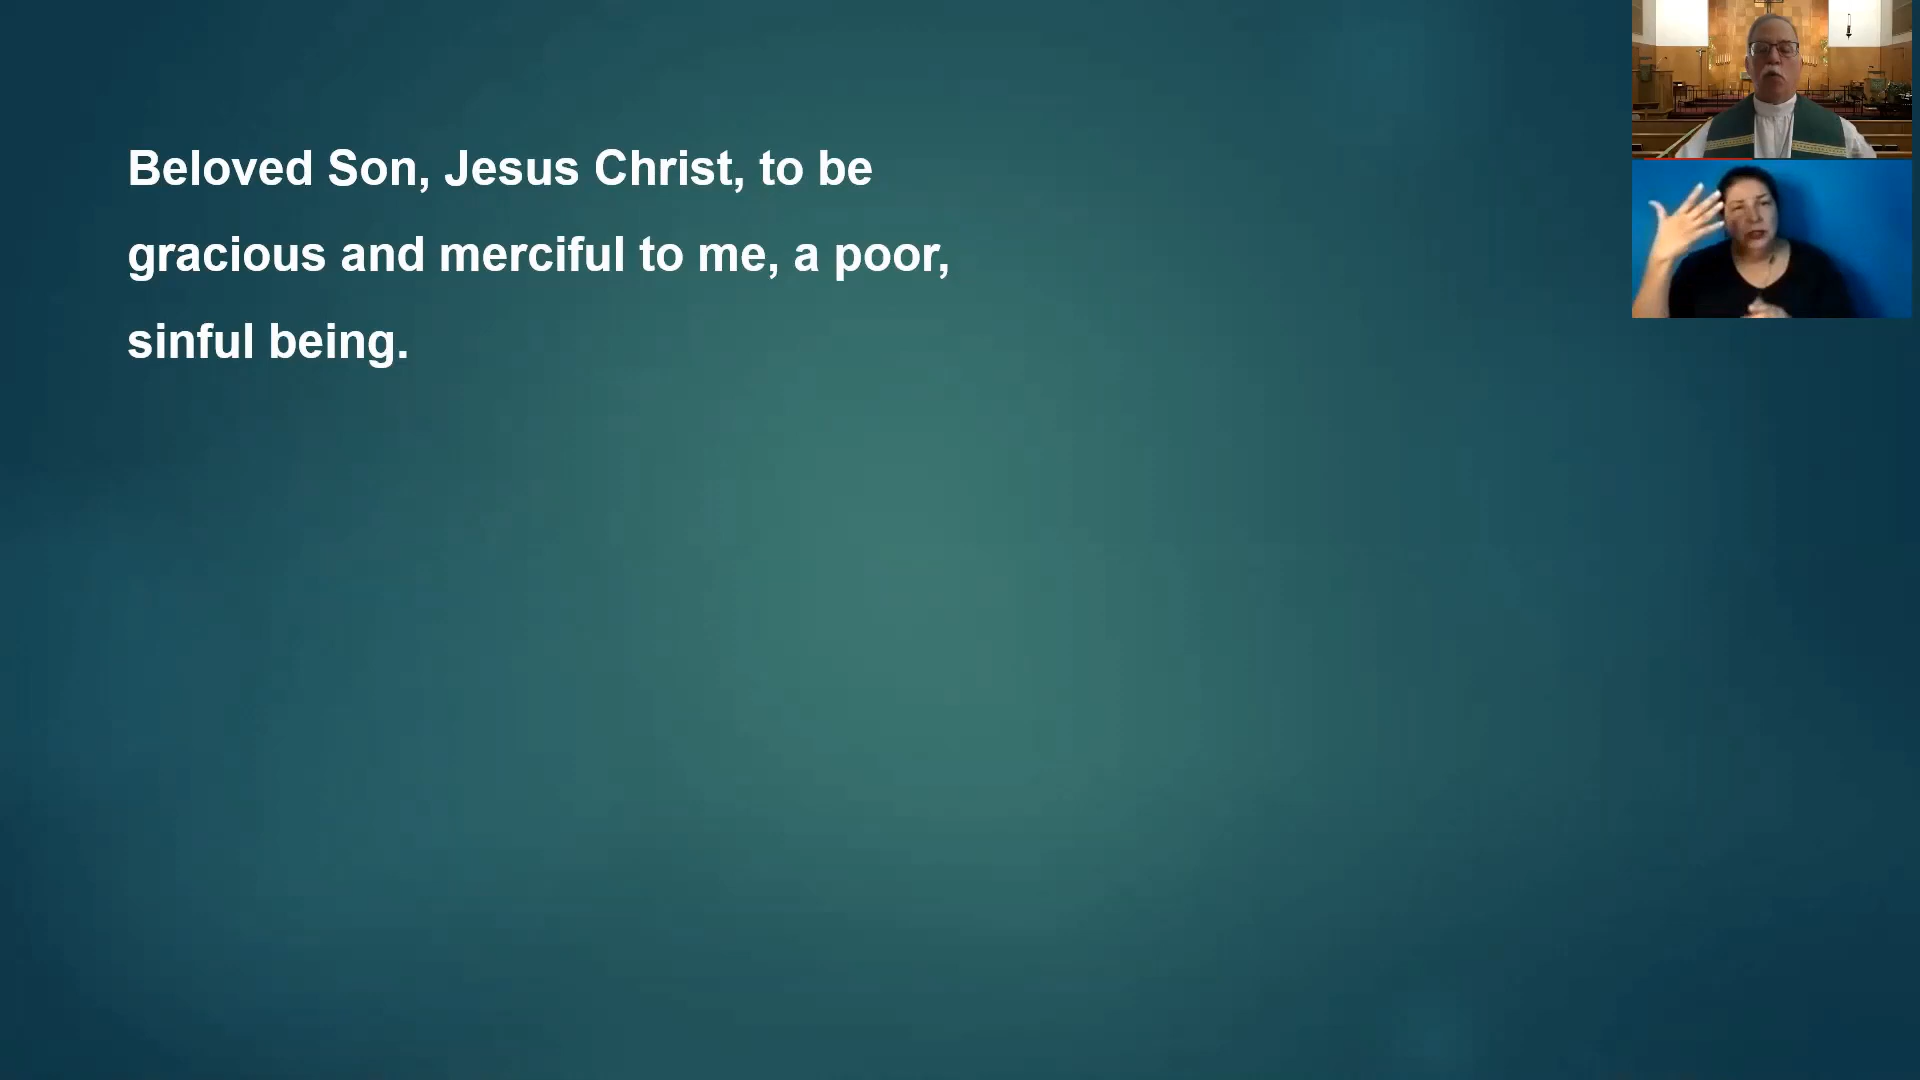 Beloved Son, Jesus Christ, to be
gracious and merciful to me, a poor,
sinful being.